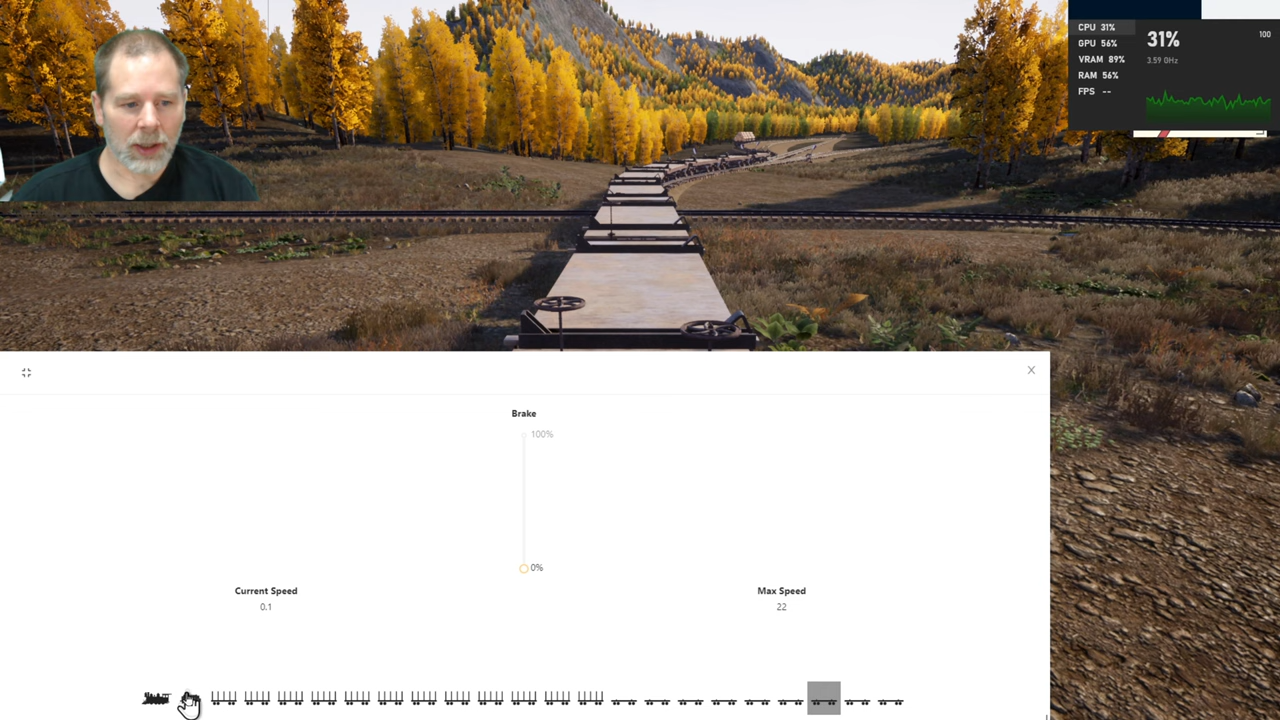 CPU 31%
GPU 56%
VRAM 89%
RAM 56%
FPS --
31%
3.59 GHz
100
X
Brake
100%
0%
Current Speed
0.1
Max Speed
22